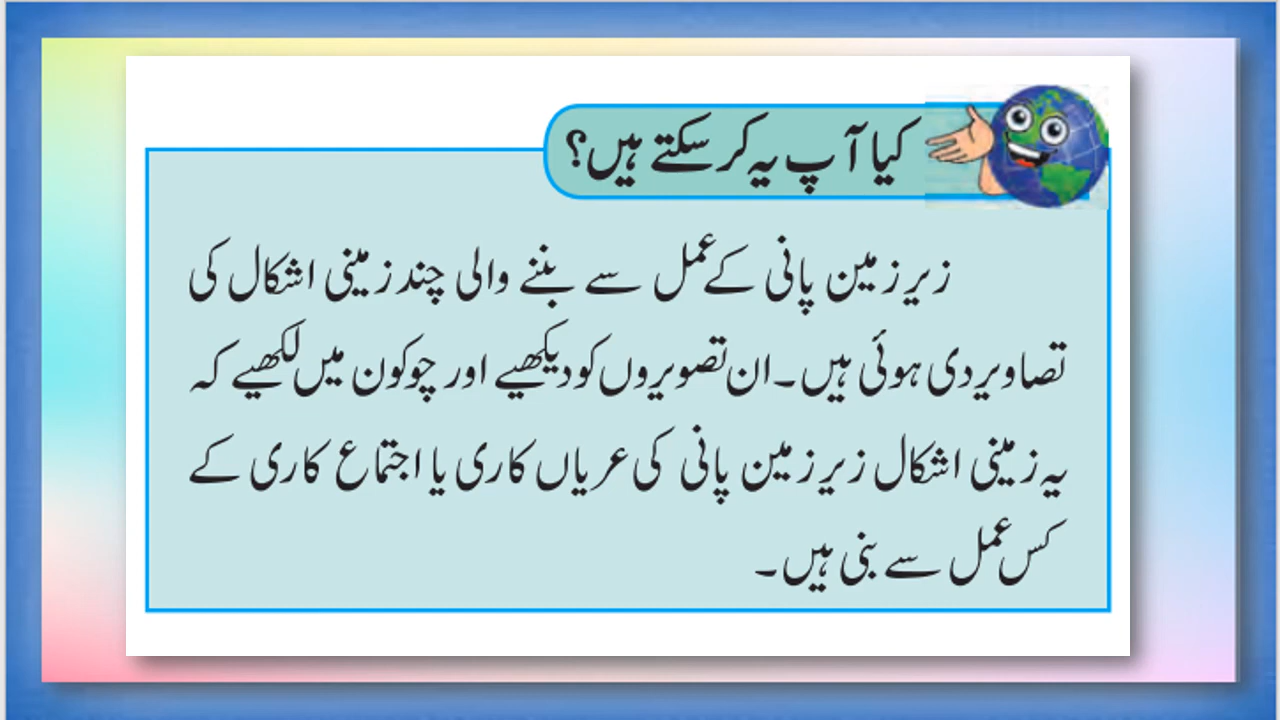 کیا آپ یہ کر سکتے ہیں؟
زیر زمین پانی کے عمل سے بننے والی چند زمینی اشکال کی
تصاویر دی ہوئی ہیں۔ ان تصویروں کو دیکھیے اور چوکون میں لکھیے کہ
یہ زمینی اشکال زیر زمین پانی کی عریاں کاری یا اجتماع کاری کے
کس عمل سے بنی ہیں۔